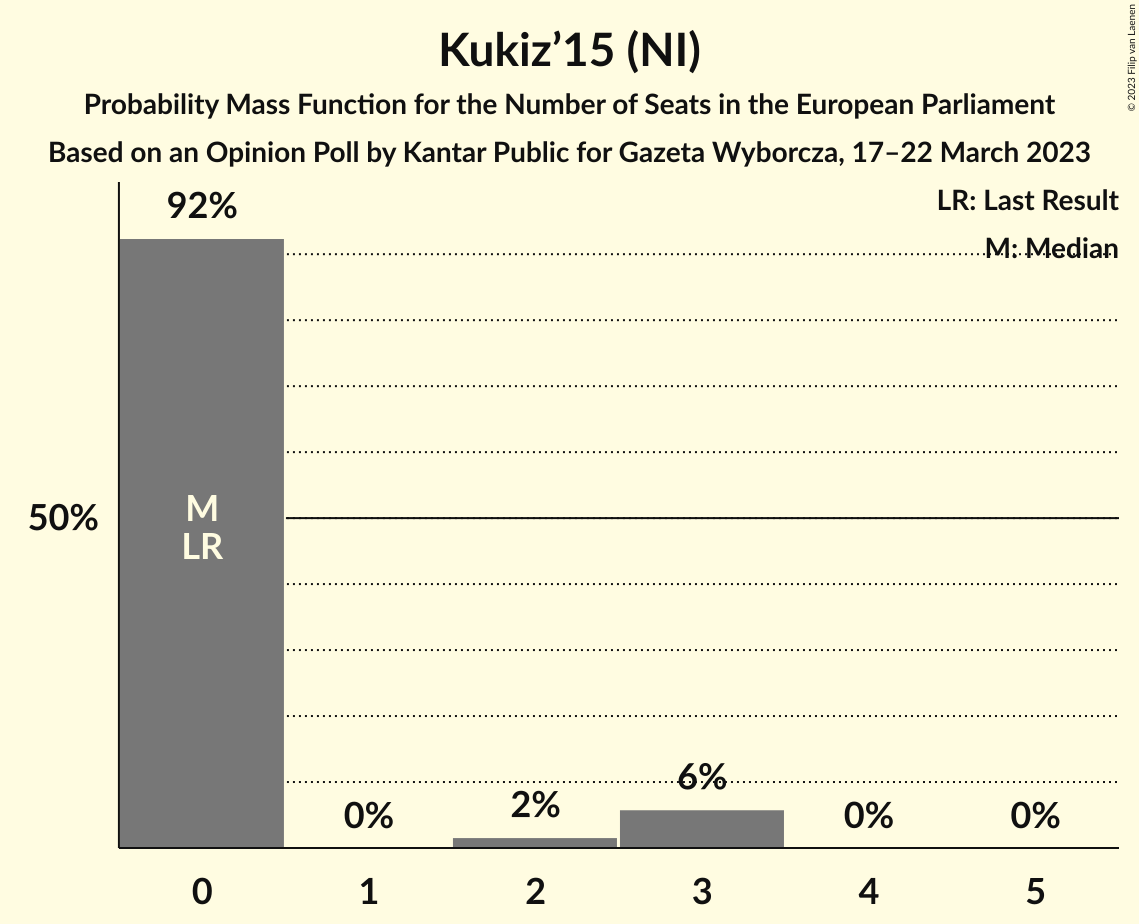 Kukiz’15 (NI)
Probability Mass Function for the Number of Seats in the European Parliament
Based on an Opinion Poll by Kantar Public for Gazeta Wyborcza, 17–22 March 2023
© 2023 Filip van Laenen
LR: Last Result
M: Median
92%
50%
M
LR
0%
2%
6%
0%
0%
0 1 2 3 4 5